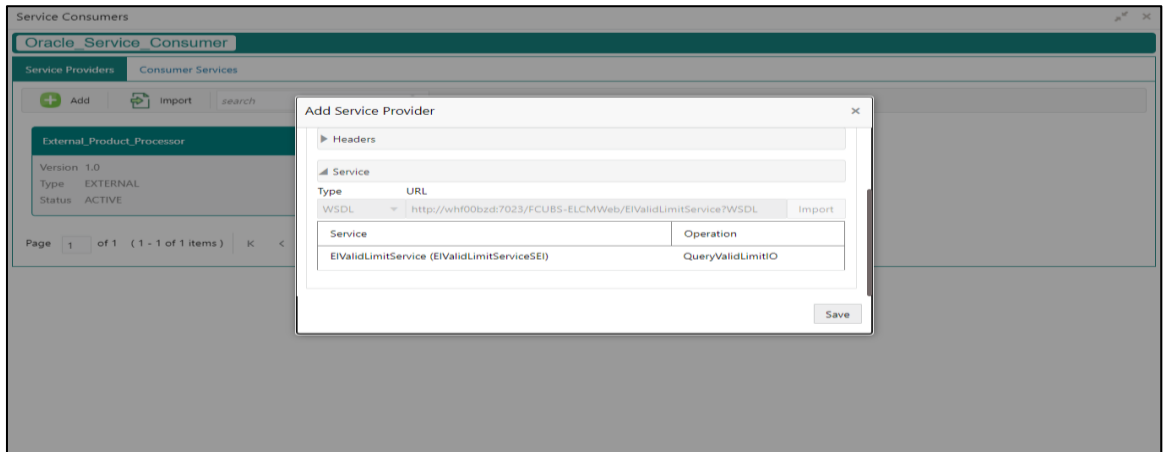 Service Consumers
Oracle_Service_Consumer
Service Providers Consumer Services
Add Import search
Add Service Provider
External_Product_Processor
Headers
Version 1.0
Service
Type EXTERNAL
Type URL
Status ACTIVE
WSDL http://whf00bzd:7023/FCUBS-ELCMWeb/ElValidLimitService?WSDL Import
Service Operation
Page 1 of 1 (1 - 1 of 1 items)
ElValidLimitService (ElValidLimitServiceSEI) QueryValidLimitIO
Save